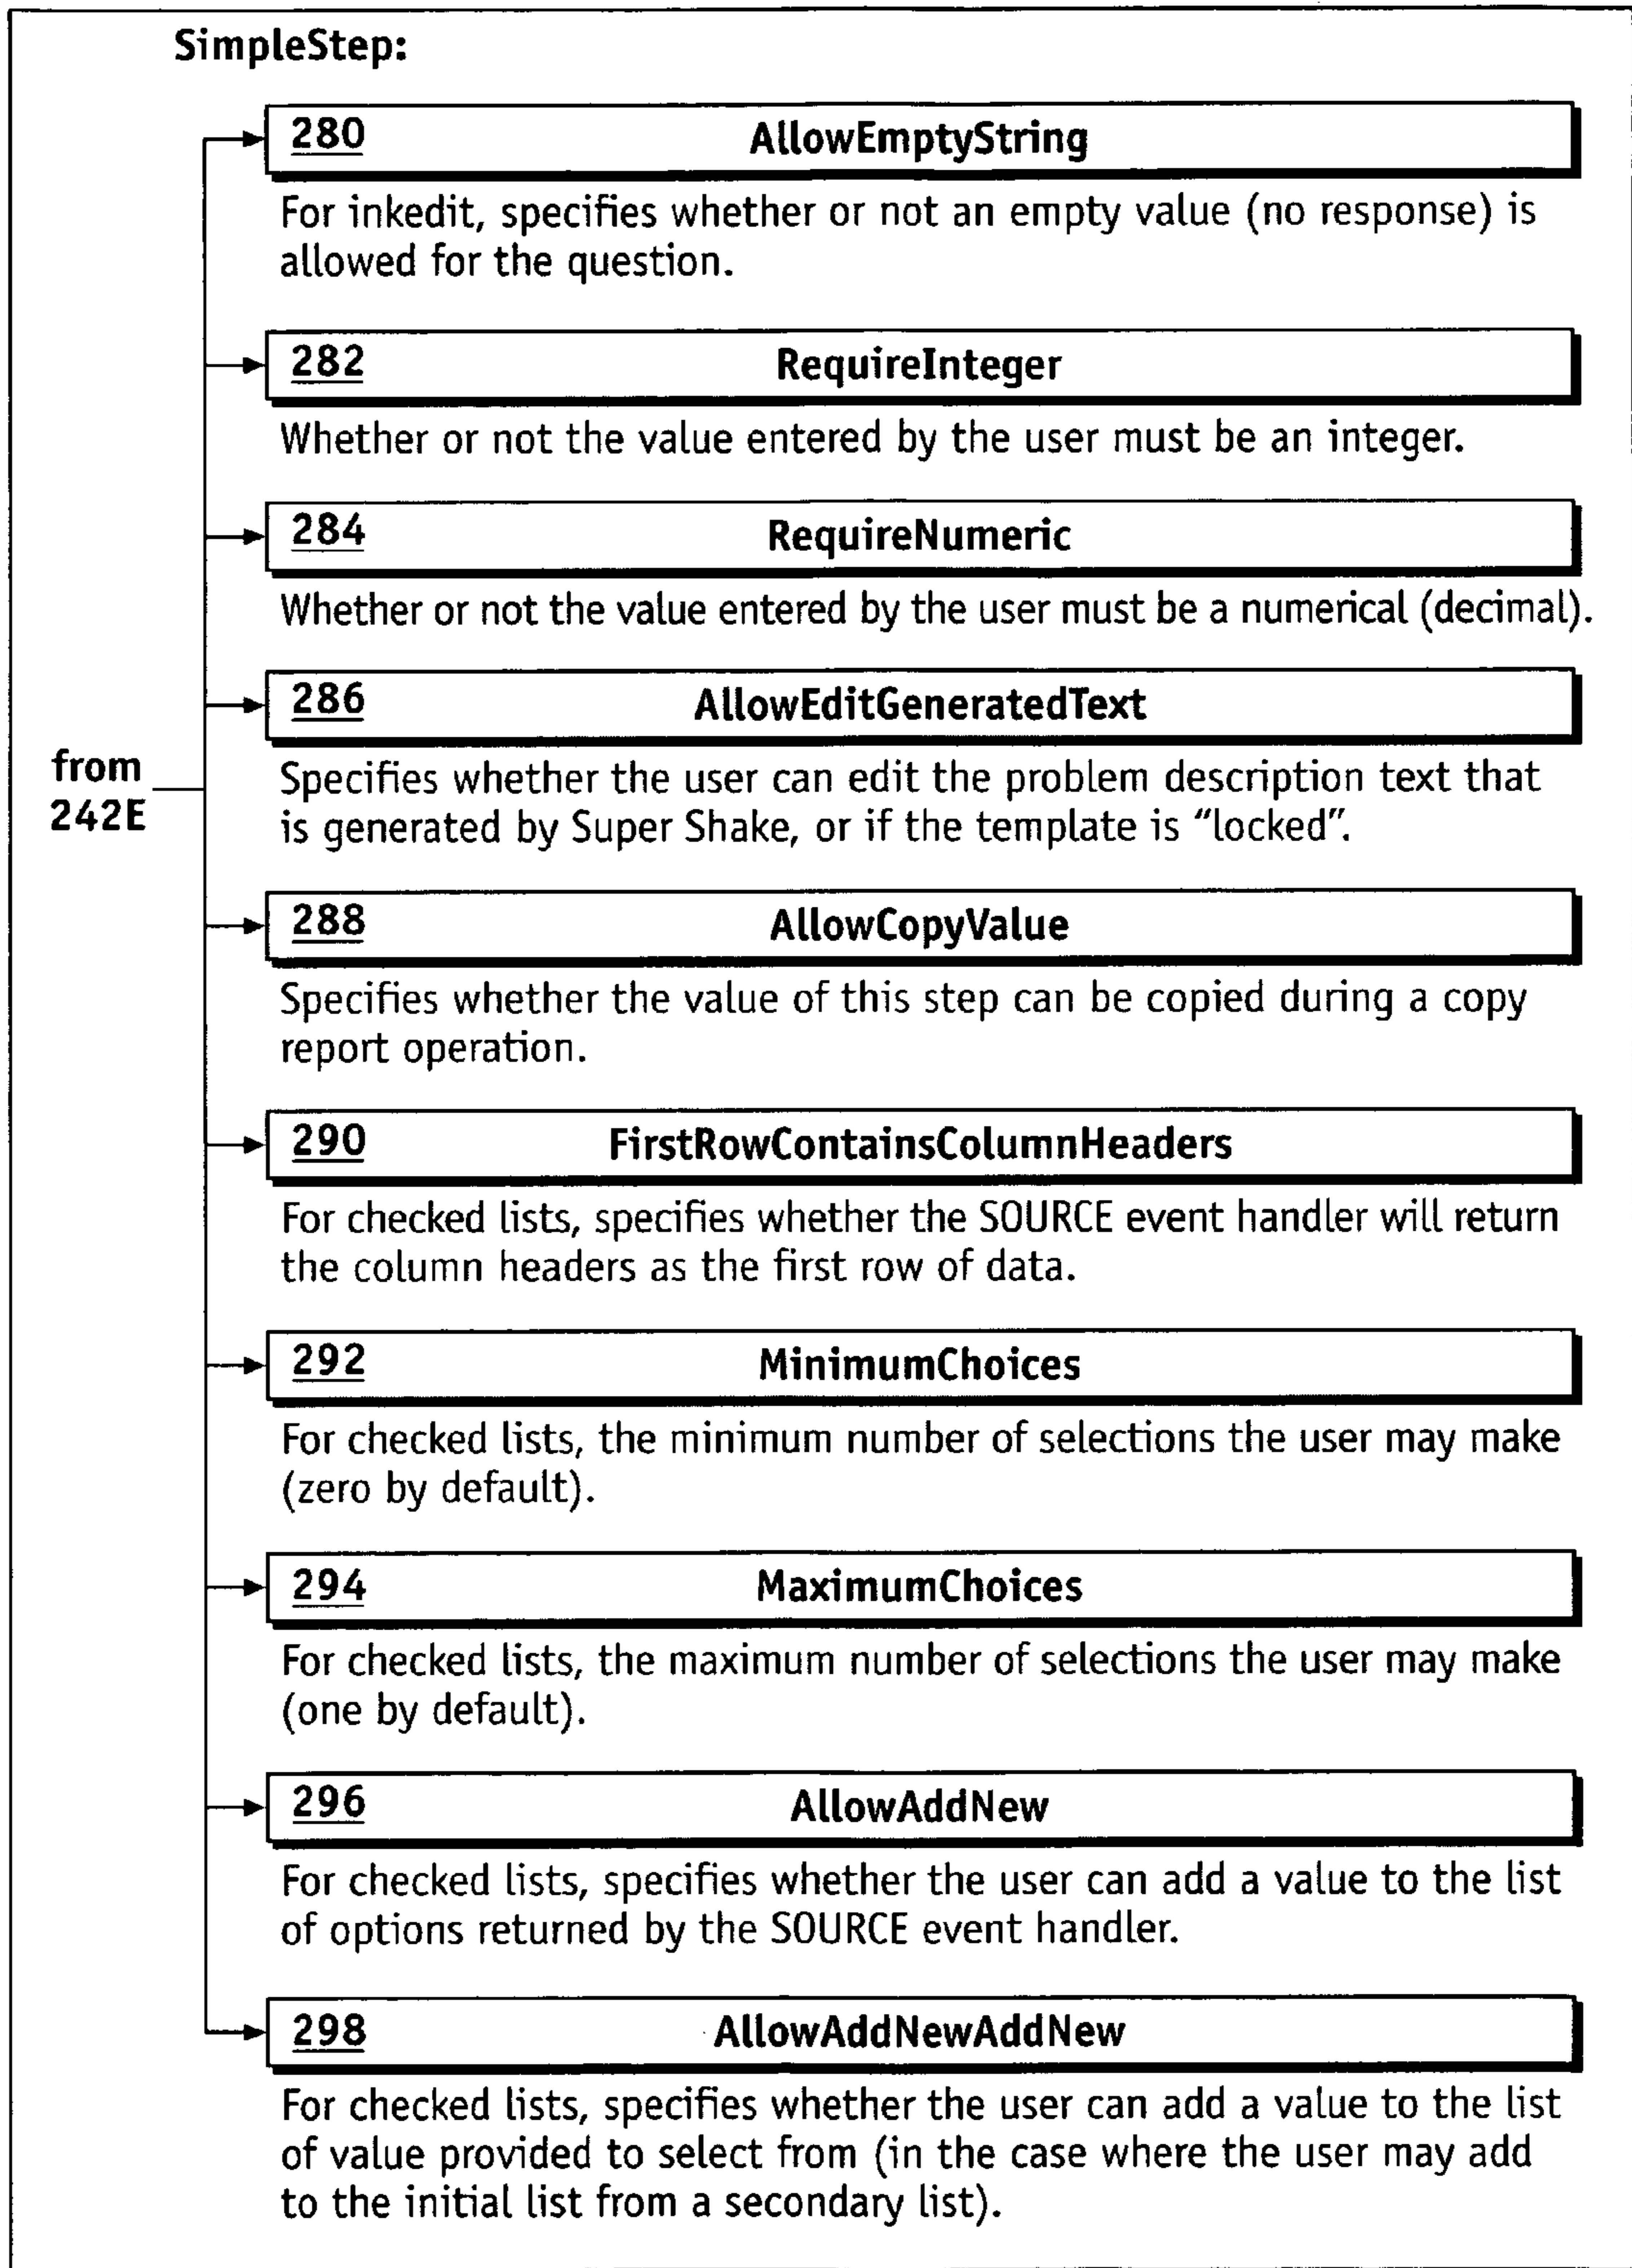 SimpleStep:
280 AllowEmptyString
For inkedit, specifies whether or not an empty value (no response) is
allowed for the question.
282 RequireInteger
Whether or not the value entered by the user must be an integer.
284 RequireNumeric
Whether or not the value entered by the user must be a numerical (decimal).
286 AllowEditGeneratedText
from
242E
Specifies whether the user can edit the problem description text that
is generated by Super Shake, or if the template is “locked”.
288 AllowCopyValue
Specifies whether the value of this step can be copied during a copy
report operation.
290 FirstRowContainsColumnHeaders
For checked lists, specifies whether the SOURCE event handler will return
the column headers as the first row of data.
292 MinimumChoices
For checked lists, the minimum number of selections the user may make
(zero by default).
294 MaximumChoices
For checked lists, the maximum number of selections the user may make
(one by default).
296 AllowAddNew
For checked lists, specifies whether the user can add a value to the list
of options returned by the SOURCE event handler.
298 AllowAddNewAddNew
For checked lists, specifies whether the user can add a value to the list
of value provided to select from (in the case where the user may add
to the initial list from a secondary list).